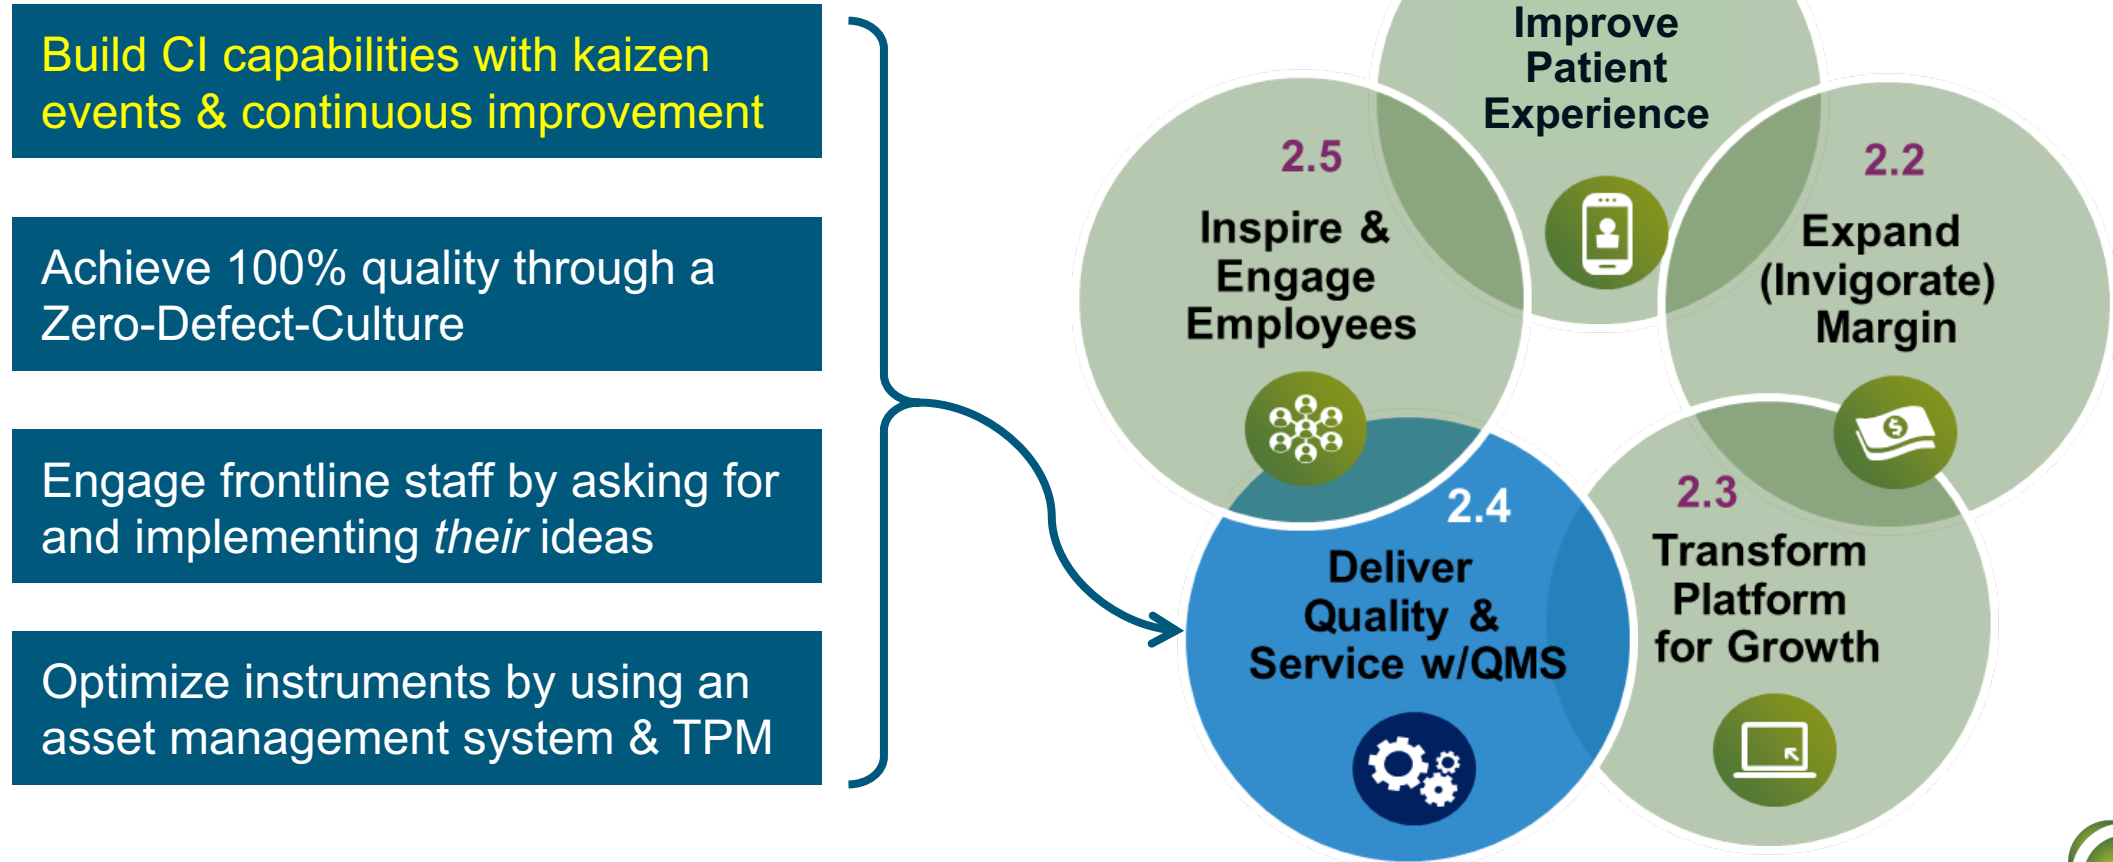 Build CI capabilities with kaizen
events & continuous improvement
Achieve 100% quality through a
Zero-Defect-Culture
Engage frontline staff by asking for
and implementing their ideas
Optimize instruments by using an
asset management system & TPM
Improve
Patient
Experience
2.2
Expand
(Invigorate)
Margin
$
2.3
Transform
Platform
for Growth
2.4
Deliver
Quality &
Service w/QMS
2.5
Inspire &
Engage
Employees